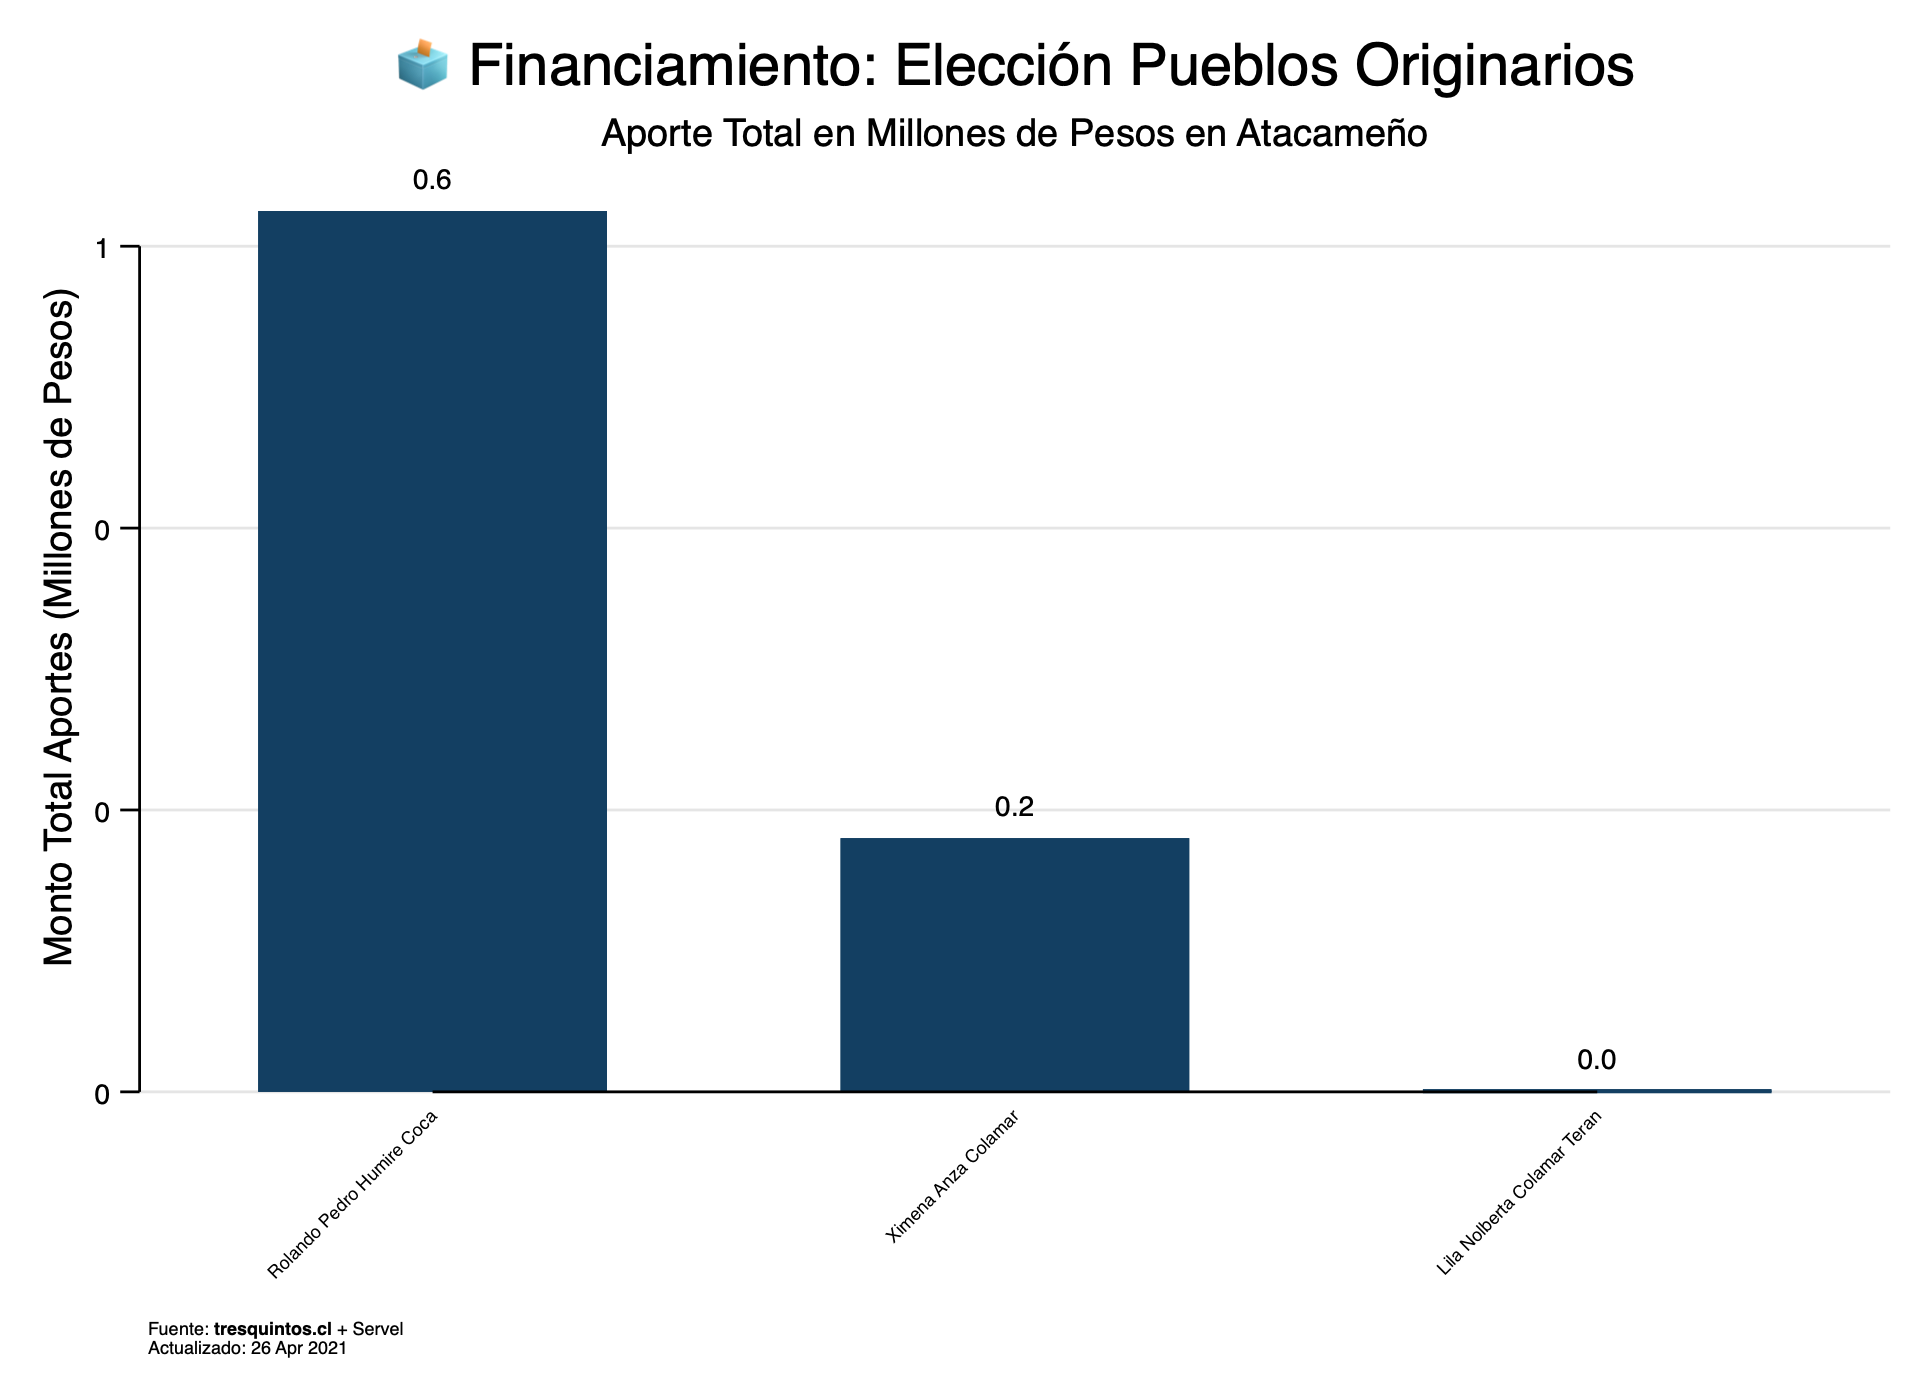 Financiamiento: Elección Pueblos Originarios
Aporte Total en Millones de Pesos en Atacameño
Monto Total Aportes (Millones de Pesos)
1
0
0
0
0.6
0.2
0.0
Rolando Pedro Humire Coca
Ximena Anza Colamar
Lila Nolberta Colamar Teran
Fuente: tresquintos.cl + Servel
Actualizado: 26 Apr 2021